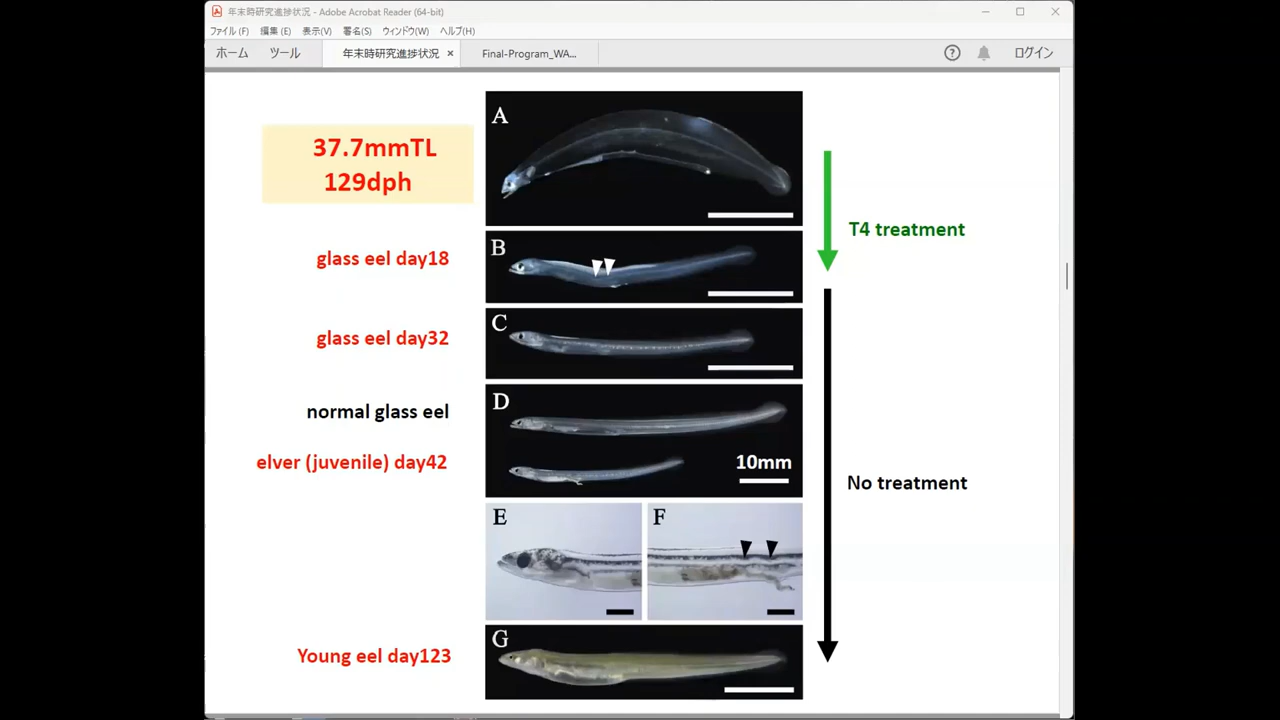 年末時研究進捗状況 - Adobe Acrobat Reader (64-bit)
ファイル (F) 編集 (E) 表示(V) 署名(S) ウィンドウ(W) ヘルプ(H)
ホーム ツール 年末時研究進捗状況 × Final-Program_WA... ログイン
A
37.7mmTL
129dph
T4 treatment
B
glass eel day18
C
glass eel day32
D
normal glass eel
elver (juvenile) day42
10mm
No treatment
E F
G
Young eel day123